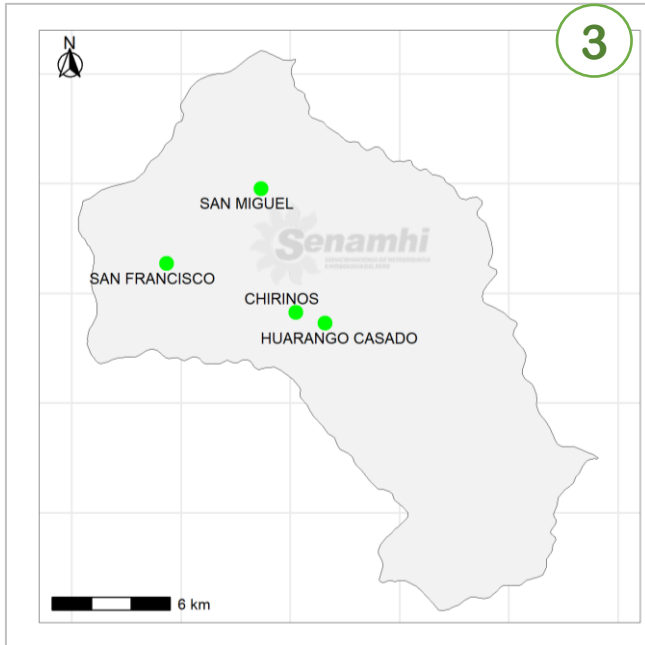 3
N
SAN MIGUEL
Senamhi
SAN FRANCISCO
CHIRINOS
HUARANGO CASADO
6 km